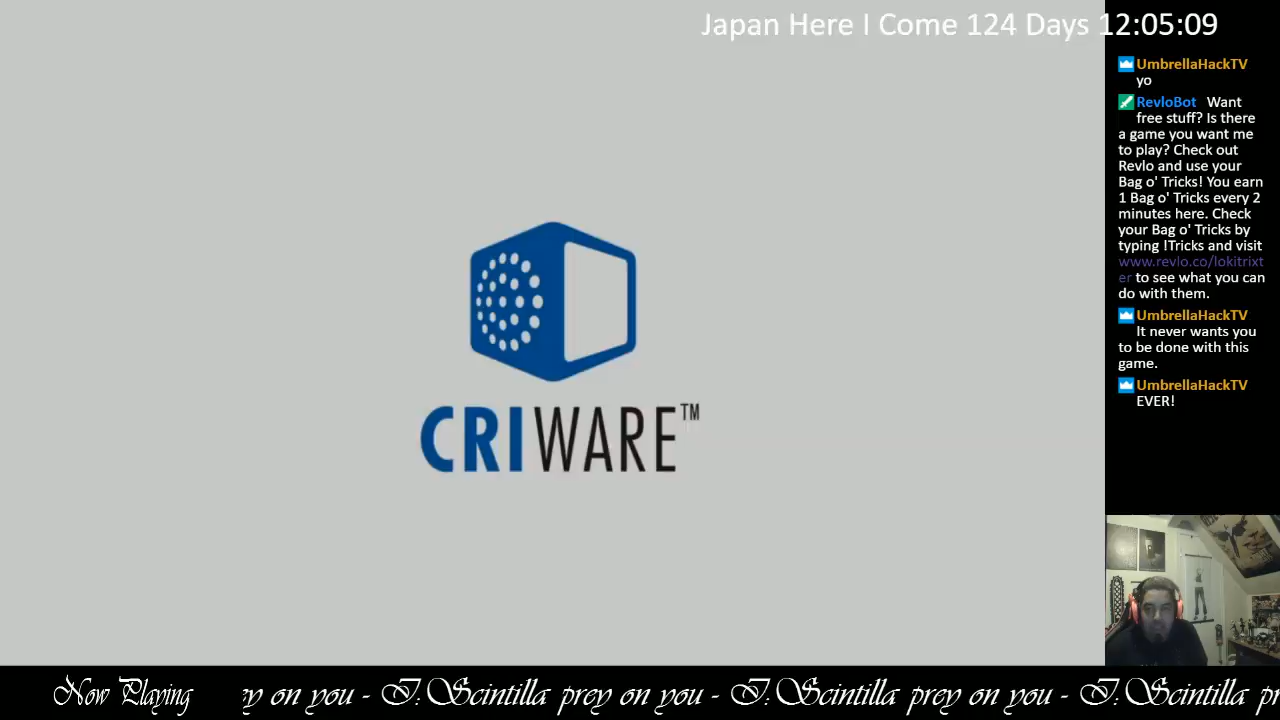 Japan Here I Come 124 Days 12:05:09
UmbrellaHackTV
yo
RevloBot Want
free stuff? Is there
a game you want me
to play? Check out
Revlo and use your
Bag o' Tricks! You earn
1 Bag o' Tricks every 2
minutes here. Check
your Bag o' Tricks by
typing !Tricks and visit
www.revlo.co/lokitrixt
er to see what you can
do with them.
UmbrellaHackTV
It never wants you
to be done with this
game.
UmbrellaHackTV
EVER!
CRIWARE™
Now Playing ey on you - I:Scintilla prey on you - I:Scintilla prey on you - I:Scintilla pr